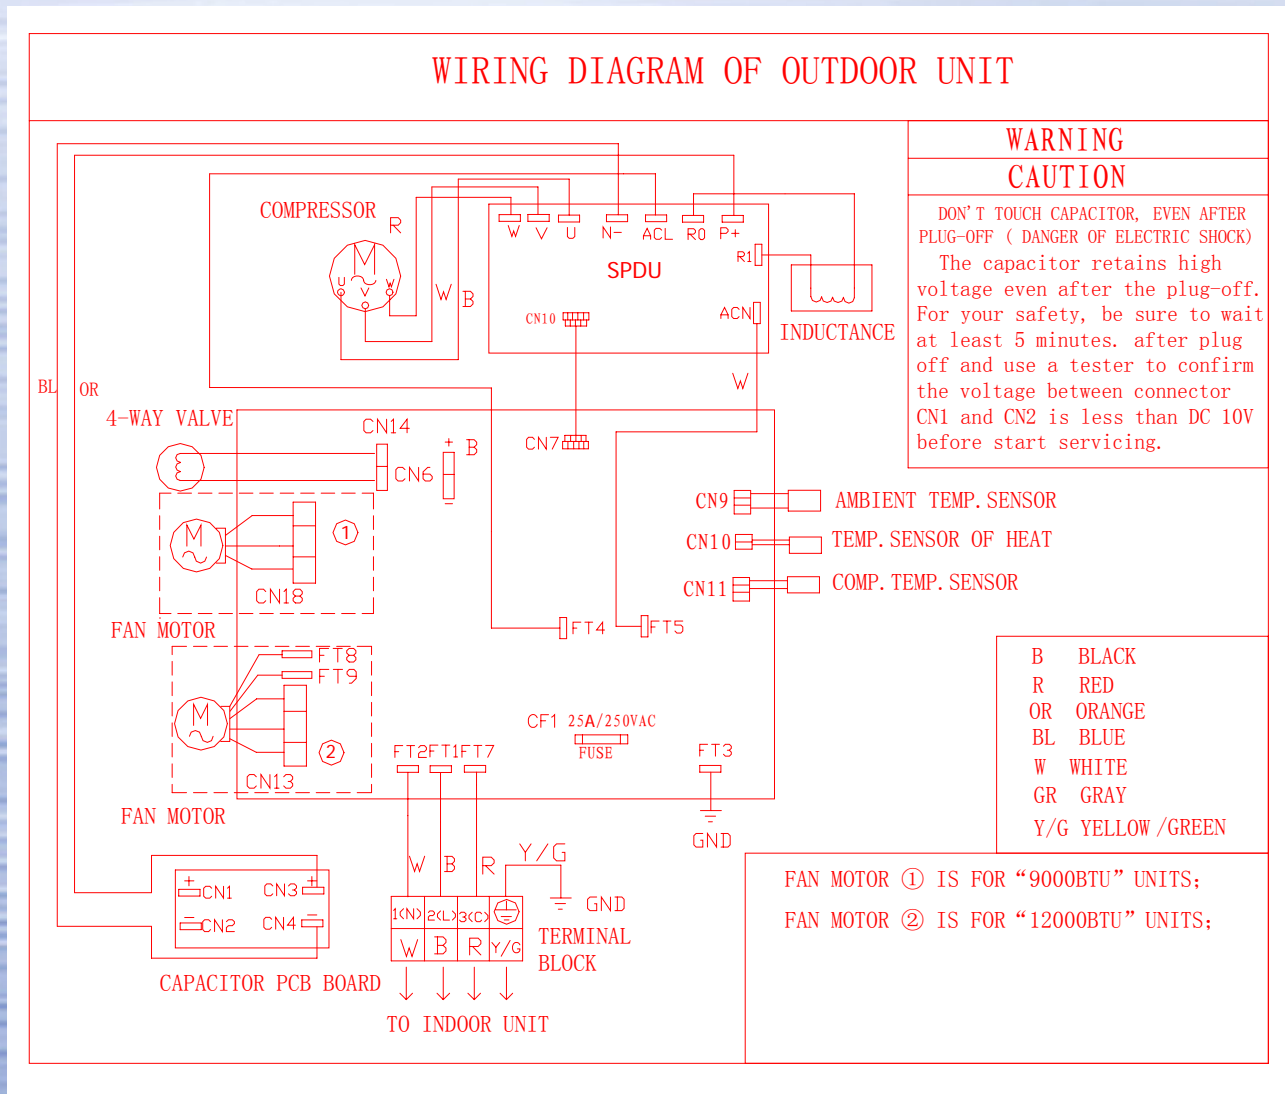 WIRING DIAGRAM OF OUTDOOR UNIT
WARNING
CAUTION
DON'T TOUCH CAPACITOR, EVEN AFTER
PLUG-OFF ( DANGER OF ELECTRIC SHOCK)
The capacitor retains high
voltage even after the plug-off.
For your safety, be sure to wait
at least 5 minutes. after plug
off and use a tester to confirm
the voltage between connector
CN1 and CN2 is less than DC 10V
before start servicing.
COMPRESSOR
R
M
U V W
W
B
W V U N- ACL R0 P+
SPDU
R1
ACN
CN10
INDUCTANCE
W
BL
OR
4-WAY VALVE
CN14
CN6
+
B
-
CN7
CN9
AMBIENT TEMP. SENSOR
CN10
TEMP. SENSOR OF HEAT
CN11
COMP. TEMP. SENSOR
M
①
CN18
FAN MOTOR
FT4
FT5
FT8
FT9
M
②
CN13
FAN MOTOR
CF1 25A/250VAC
FUSE
FT2 FT1 FT7
FT3
GND
B BLACK
R RED
OR ORANGE
BL BLUE
W WHITE
GR GRAY
Y/G YELLOW/GREEN
W B R Y/G
GND
+ CN1 CN3 +
- CN2 CN4 -
CAPACITOR PCB BOARD
1(N) 2(L) 3(C)
W B R Y/G
TERMINAL
BLOCK
TO INDOOR UNIT
FAN MOTOR ① IS FOR “9000BTU” UNITS;
FAN MOTOR ② IS FOR “12000BTU” UNITS;